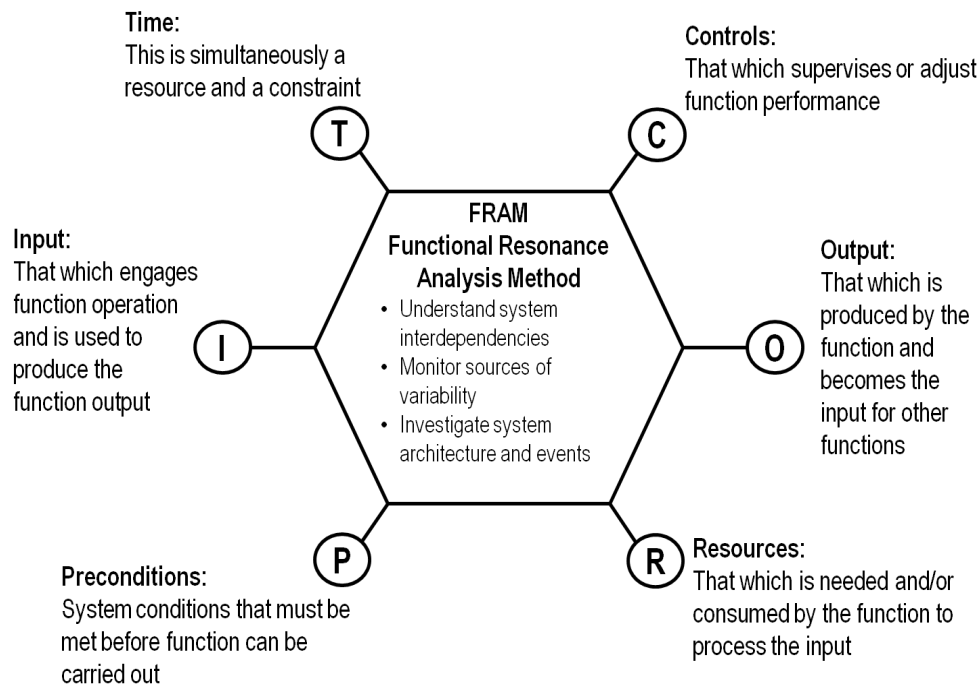 Time:
This is simultaneously a
resource and a constraint
T
Controls:
That which supervises or adjust
function performance
C
Input:
That which engages
function operation
and is used to
produce the
function output
I
FRAM
Functional Resonance
Analysis Method
• Understand system
interdependencies
• Monitor sources of
variability
• Investigate system
architecture and events
Output:
That which is
produced by the
function and
becomes the
input for other
functions
O
Preconditions:
System conditions that must be
met before function can be
carried out
P
Resources:
That which is needed and/or
consumed by the function to
process the input
R